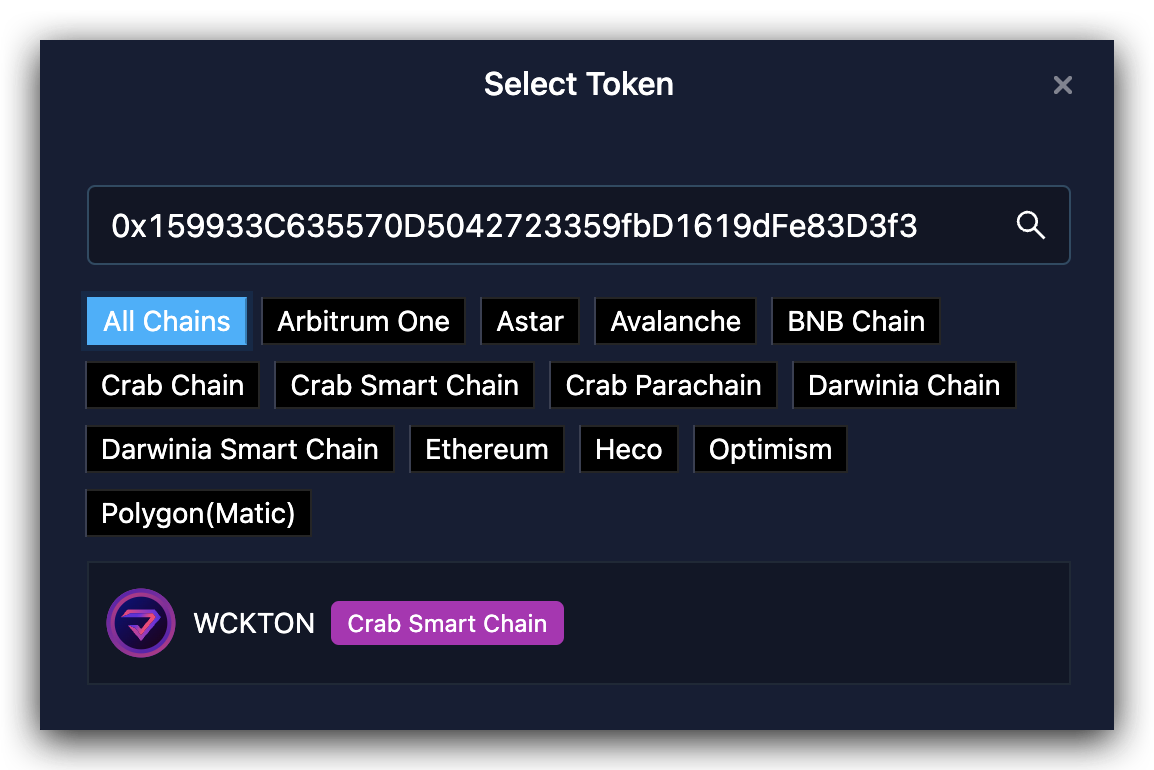 Select Token
0x159933C635570D5042723359fbD1619dFe83D3f3
All Chains Arbitrum One Astar Avalanche BNB Chain
Crab Chain Crab Smart Chain Crab Parachain Darwinia Chain
Darwinia Smart Chain Ethereum Heco Optimism
Polygon(Matic)
WCKTON Crab Smart Chain